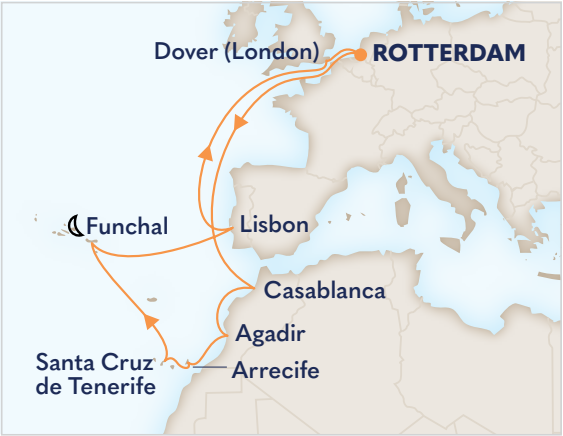 Dover (London)
ROTTERDAM
Funchal
Lisbon
Casablanca
Agadir
Santa Cruz
de Tenerife
Arrecife